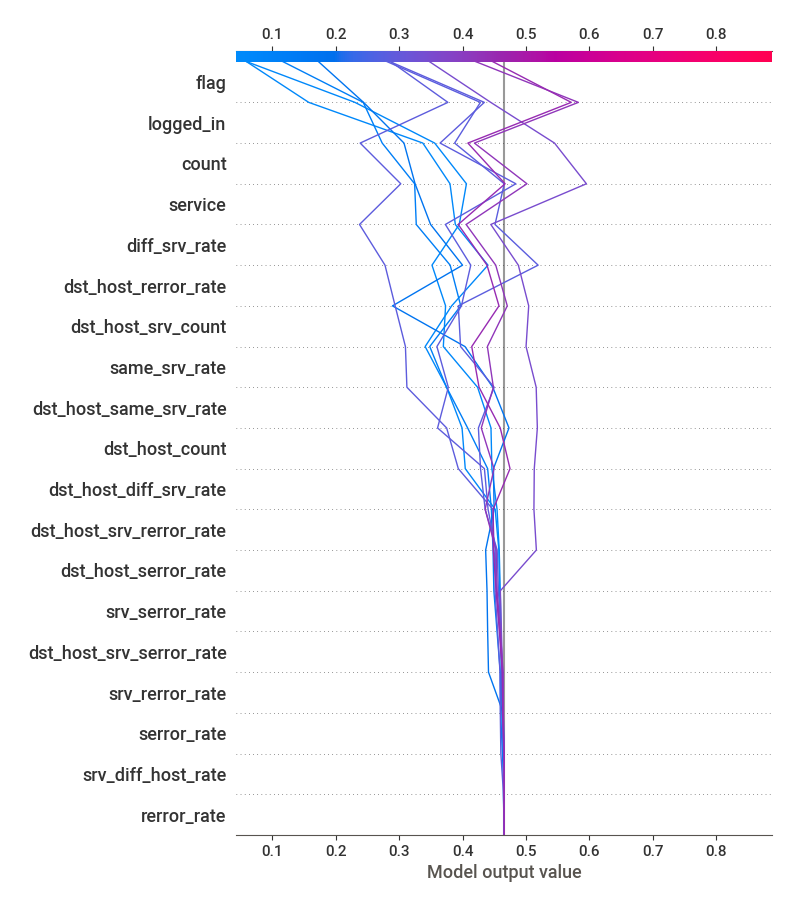 0.1 0.2 0.3 0.4 0.5 0.6 0.7 0.8
flag
logged_in
count
service
diff_srv_rate
dst_host_rerror_rate
dst_host_srv_count
same_srv_rate
dst_host_same_srv_rate
dst_host_count
dst_host_diff_srv_rate
dst_host_srv_rerror_rate
dst_host_serror_rate
srv_serror_rate
dst_host_srv_serror_rate
srv_rerror_rate
serror_rate
srv_diff_host_rate
rerror_rate
0.1 0.2 0.3 0.4 0.5 0.6 0.7 0.8
Model output value